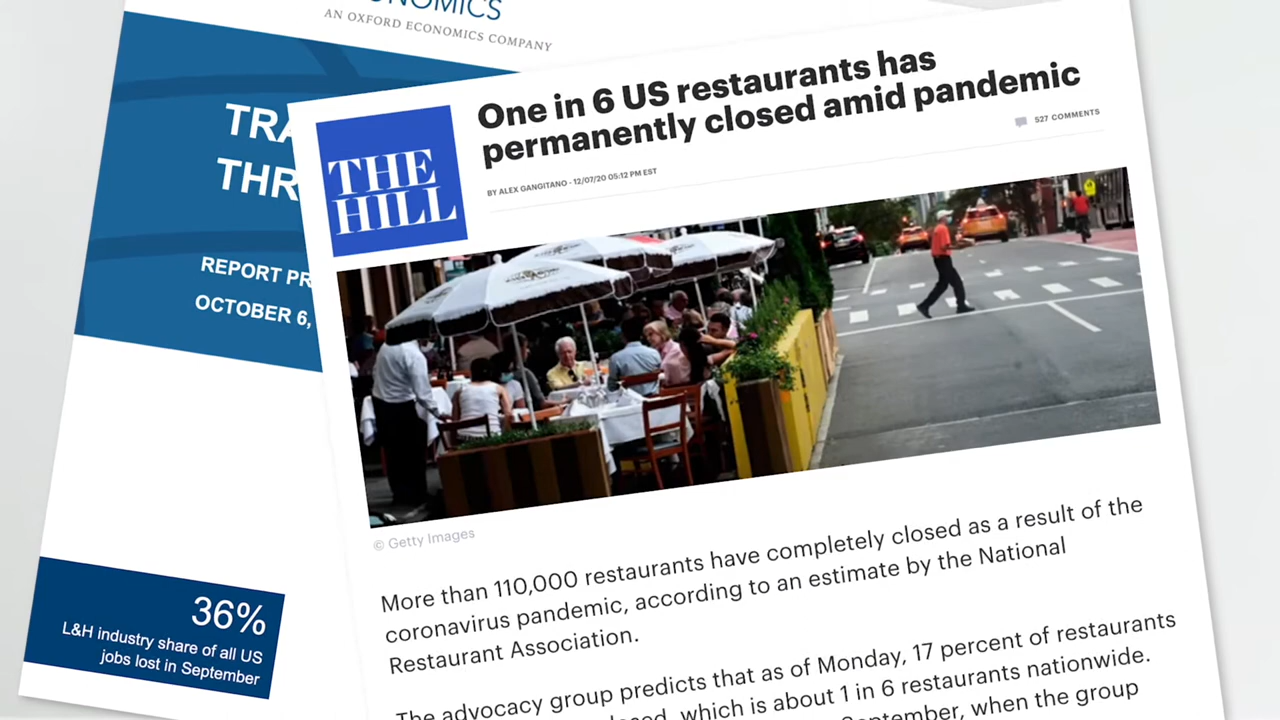 AN OXFORD ECONOMICS COMPANY
REPORT
OCTOBER 6,
36%
L&H industry share of all US
jobs lost in September
THE
HILL
One in 6 US restaurants has
permanently closed amid pandemic
527 COMMENTS
BY ALEX GANGITANO - 12/07/20 05:12 PM EST
© Getty Images
More than 110,000 restaurants have completely closed as a result of the
coronavirus pandemic, according to an estimate by the National
Restaurant Association.
The advocacy group predicts that as of Monday, 17 percent of restaurants
which is about 1 in 6 restaurants nationwide.
September, when the group